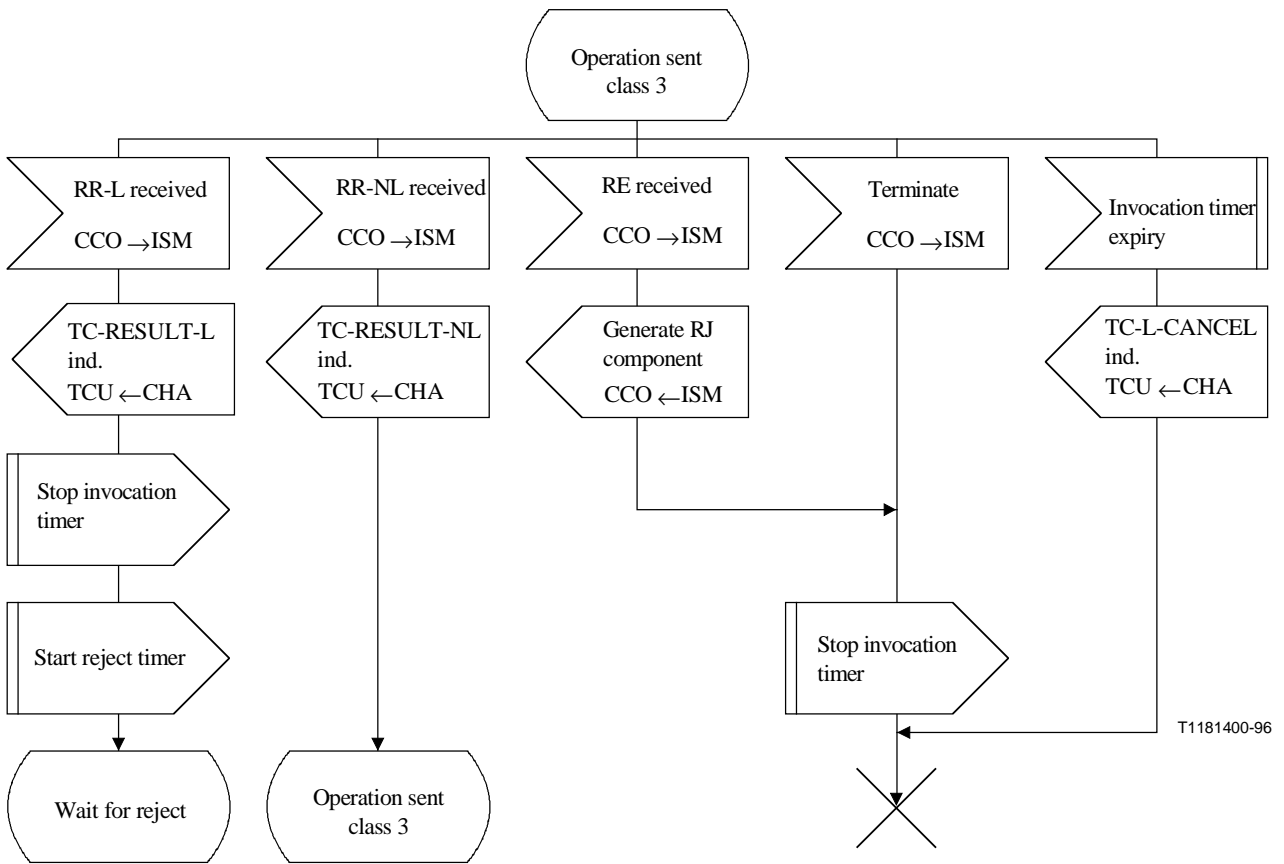 Operation sent
class 3
RR-L received
CCO →ISM
RR-NL received
CCO →ISM
RE received
CCO →ISM
Terminate
CCO →ISM
Invocation timer
expiry
TC-RESULT-L
ind.
TCU ←CHA
TC-RESULT-NL
ind.
TCU ←CHA
Generate RJ
component
CCO ←ISM
TC-L-CANCEL
ind.
TCU ←CHA
Stop invocation
timer
Start reject timer
Stop invocation
timer
T1181400-96
Wait for reject
Operation sent
class 3